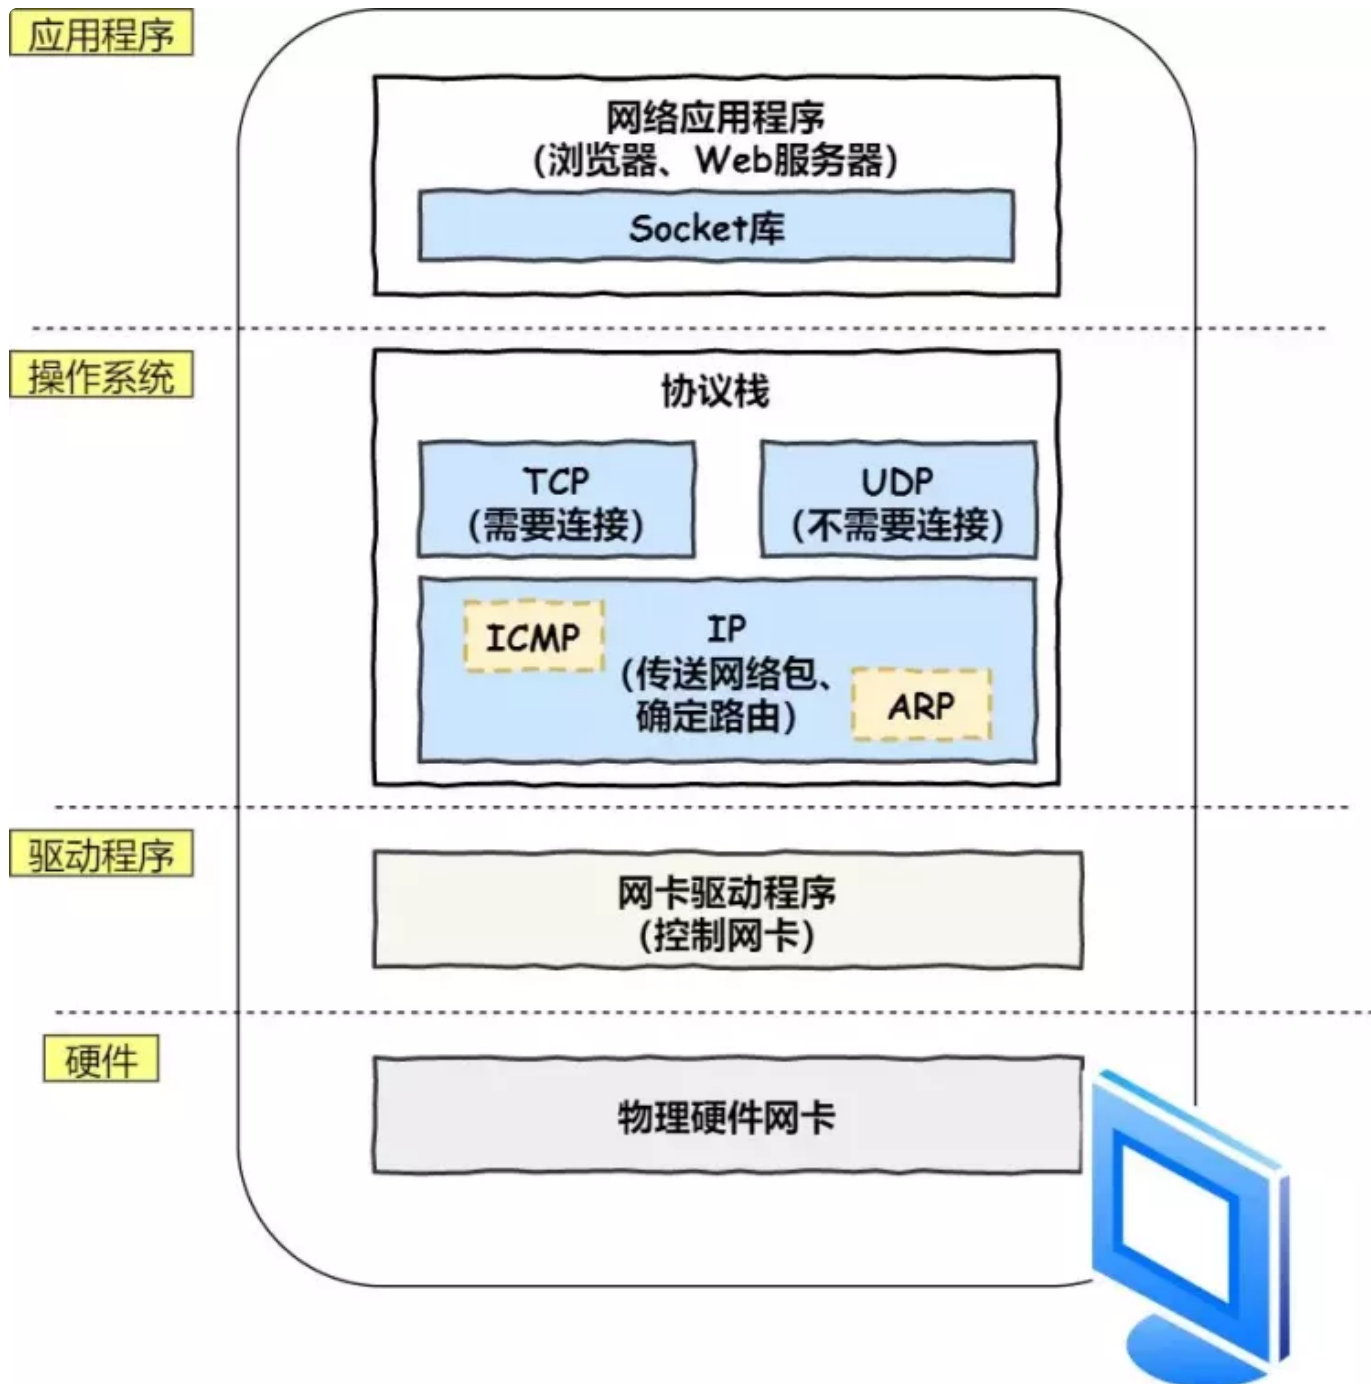 应用程序
网络应用程序
(浏览器、Web服务器)
Socket库
操作系统
协议栈
TCP
(需要连接)
UDP
(不需要连接)
ICMP
IP
(传送网络包、
确定路由)
ARP
驱动程序
网卡驱动程序
(控制网卡)
硬件
物理硬件网卡